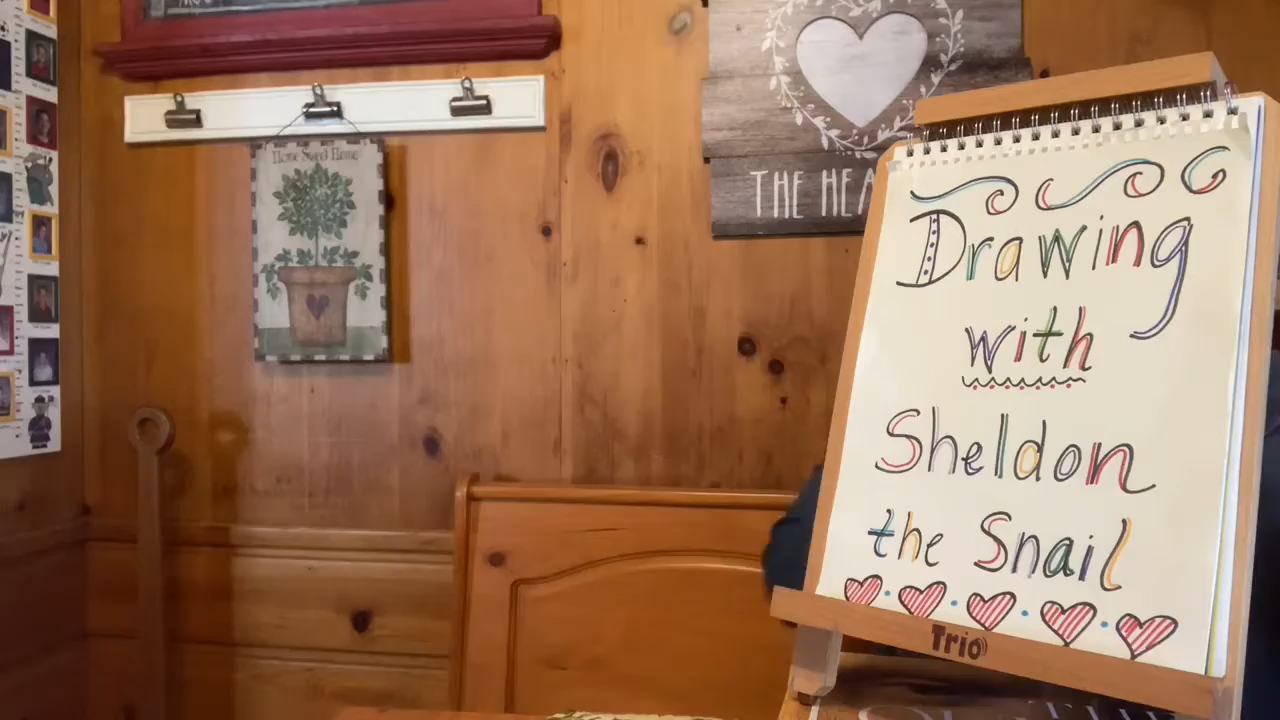 Home Sweet Home
THE HEA
Drawing
with
Sheldon
the Snail
Trio